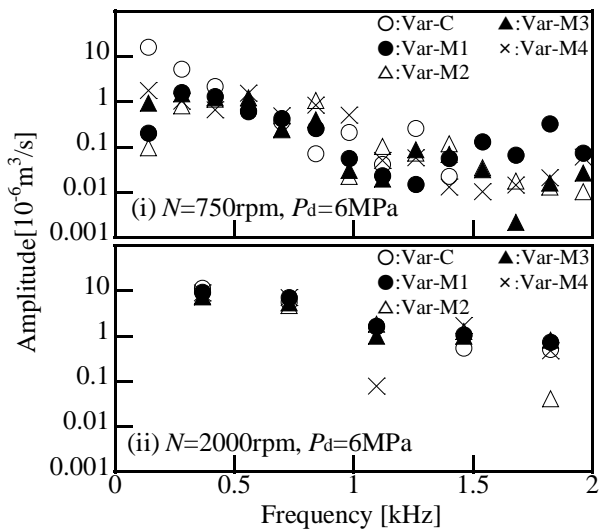 ○:Var-C ▲:Var-M3
●:Var-M1 ×:Var-M4
△:Var-M2
10
1
0.1
0.01
0.001
(i) N=750rpm, Pd=6MPa
Amplitude[10⁻⁶m³/s]
○:Var-C ▲:Var-M3
●:Var-M1 ×:Var-M4
△:Var-M2
10
1
0.1
0.01
0.001
(ii) N=2000rpm, Pd=6MPa
0 0.5 1 1.5 2
Frequency [kHz]